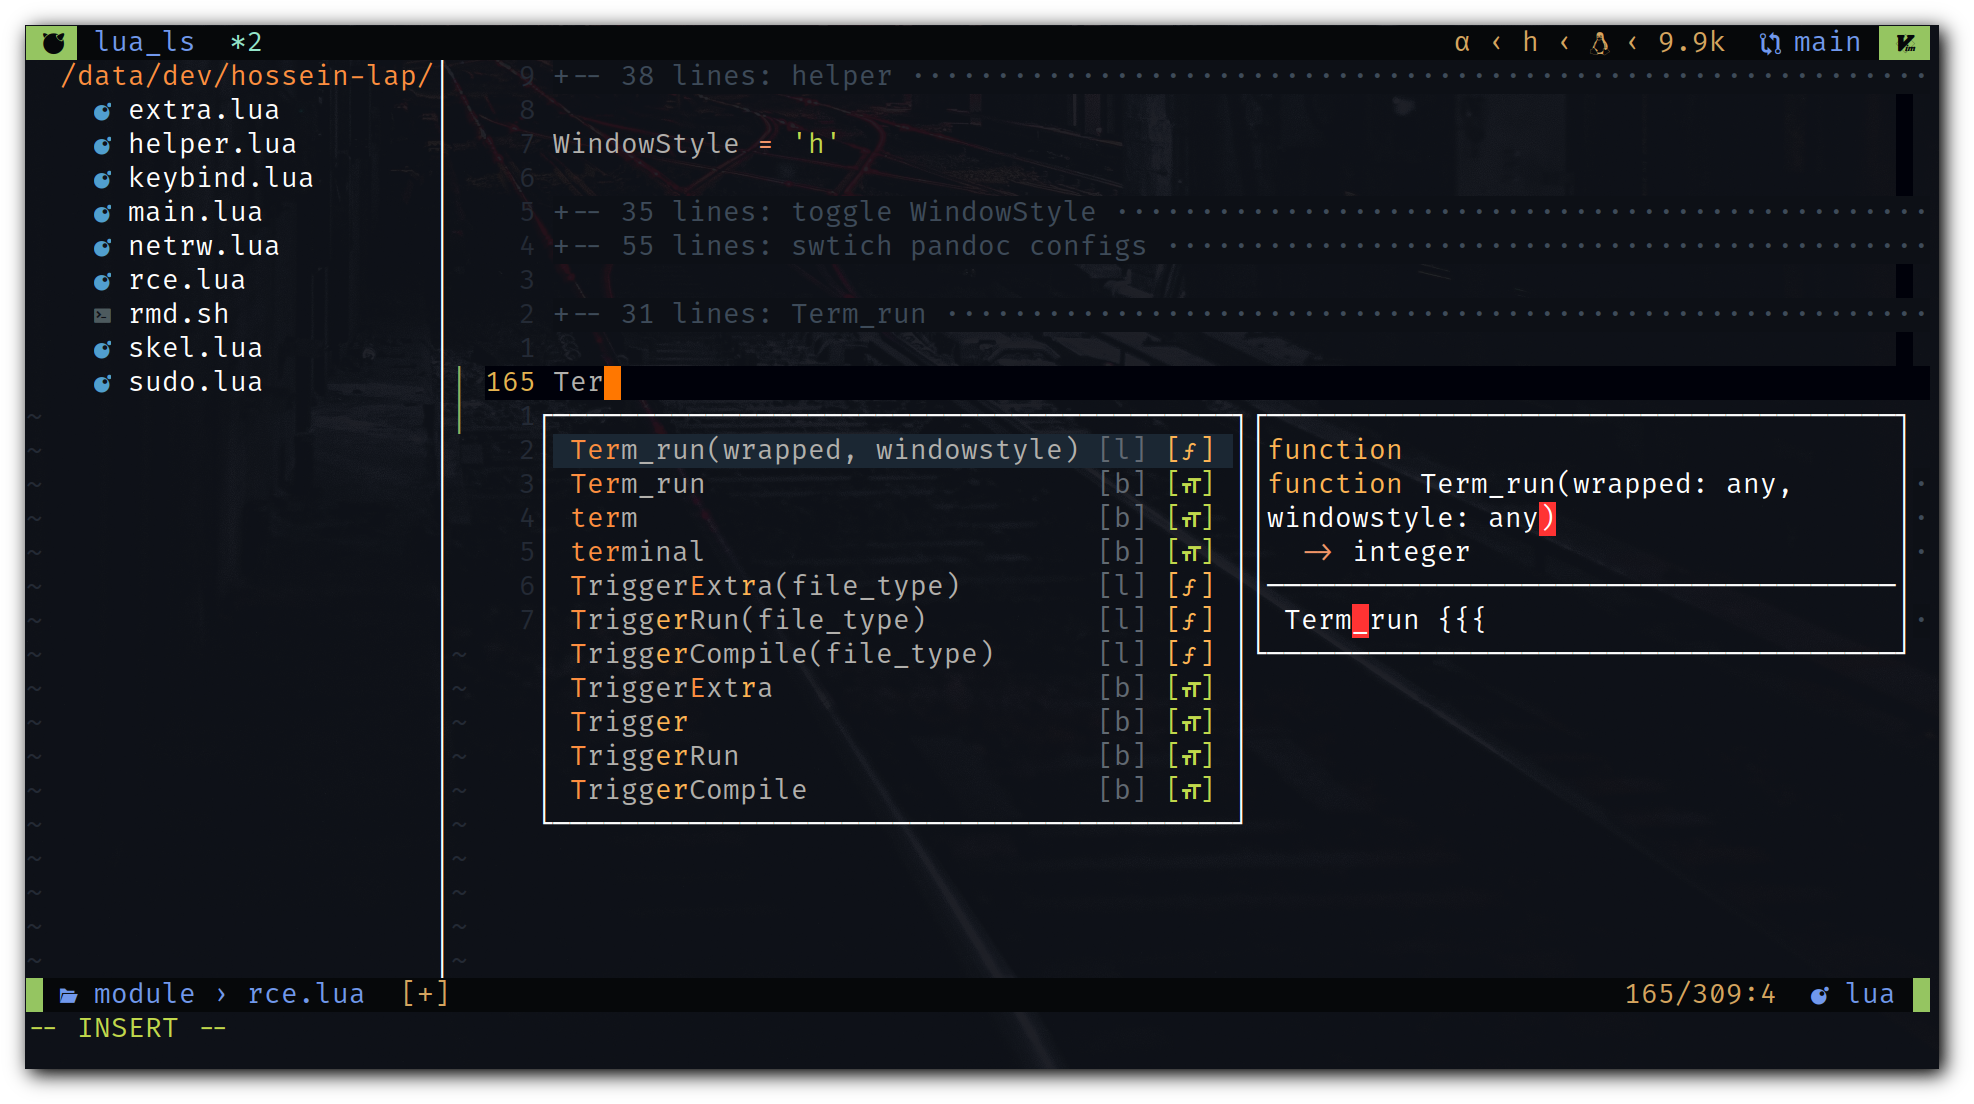 lua_ls *2 α ‹ h ‹ ‹ 9.9k main
/data/dev/hossein-lap/
extra.lua
helper.lua
keybind.lua
main.lua
netrw.lua
rce.lua
rmd.sh
skel.lua
sudo.lua
9 +-- 38 lines: helper
8
7 WindowStyle = 'h'
6
5 +-- 35 lines: toggle WindowStyle
4 +-- 55 lines: swtich pandoc configs
3
2 +-- 31 lines: Term_run
1
165 Ter
1
2 Term_run(wrapped, windowstyle) [l] [ƒ]
3 Term_run [b] [T]
4 term [b] [T]
5 terminal [b] [T]
6 TriggerExtra(file_type) [l] [ƒ]
7 TriggerRun(file_type) [l] [ƒ]
TriggerCompile(file_type) [l] [ƒ]
TriggerExtra [b] [T]
Trigger [b] [T]
TriggerRun [b] [T]
TriggerCompile [b] [T]
function
function Term_run(wrapped: any,
windowstyle: any)
-> integer
Term_run {{{
module › rce.lua [+] 165/309:4 lua
-- INSERT --